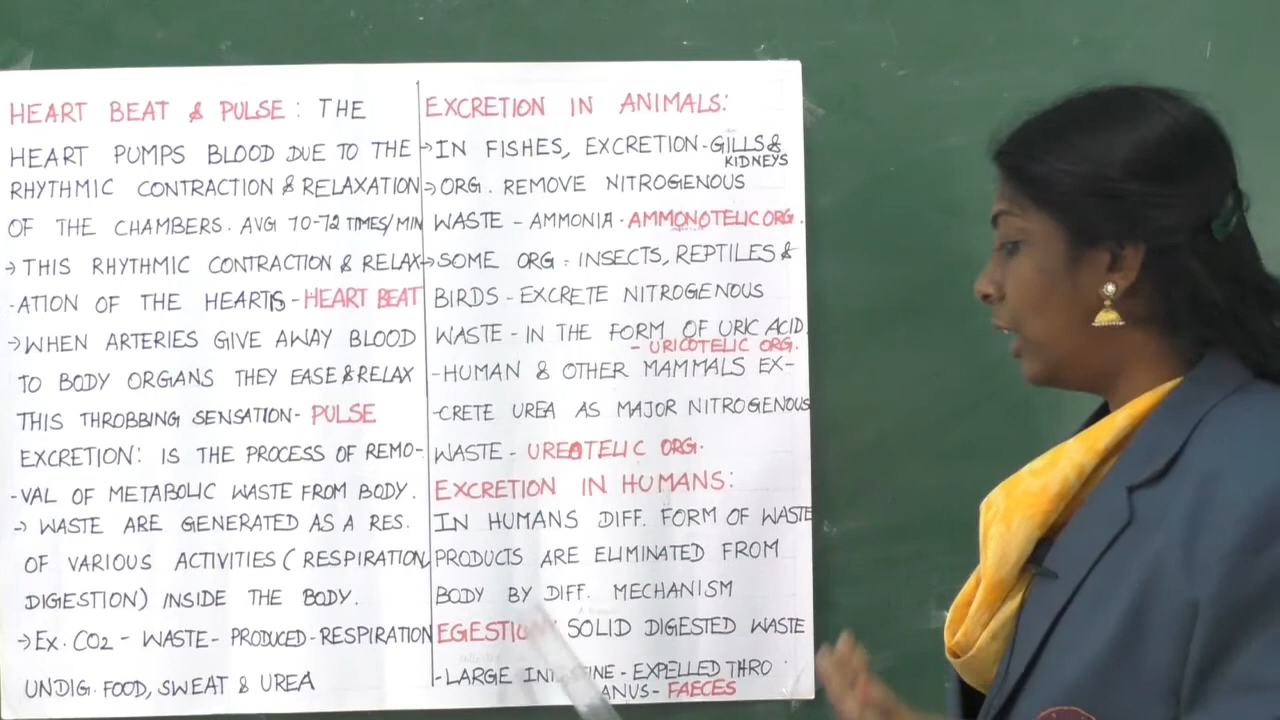 HEART BEAT & PULSE: THE
HEART PUMPS BLOOD DUE TO THE
RHYTHMIC CONTRACTION & RELAXATION
OF THE CHAMBERS. AVG 70-72 TIMES/MIN
→ THIS RHYTHMIC CONTRACTION & RELAX-
-ATION OF THE HEART IS - HEART BEAT
→ WHEN ARTERIES GIVE AWAY BLOOD
TO BODY ORGANS THEY EASE & RELAX
THIS THROBBING SENSATION- PULSE
EXCRETION: IS THE PROCESS OF REMO-
-VAL OF METABOLIC WASTE FROM BODY.
→ WASTE ARE GENERATED AS A RES.
OF VARIOUS ACTIVITIES (RESPIRATION,
DIGESTION) INSIDE THE BODY.
→ EX. CO2 - WASTE - PRODUCED - RESPIRATION
UNDIG. FOOD, SWEAT & UREA
EXCRETION IN ANIMALS:
→ IN FISHES, EXCRETION - GILLS &
KIDNEYS
→ ORG. REMOVE NITROGENOUS
WASTE - AMMONIA - AMMONOTELIC ORG.
→ SOME ORG: INSECTS, REPTILES &
BIRDS - EXCRETE NITROGENOUS
WASTE - IN THE FORM OF URIC ACID
- URICOTELIC ORG.
- HUMAN & OTHER MAMMALS EX-
-CRETE UREA AS MAJOR NITROGENOUS
WASTE - UREOTELIC ORG.
EXCRETION IN HUMANS:
IN HUMANS DIFF. FORM OF WASTE
PRODUCTS ARE ELIMINATED FROM
BODY BY DIFF. MECHANISM
SOLID DIGESTED WASTE
- LARGE - EXPELLED THRO
ANUS - FAECES